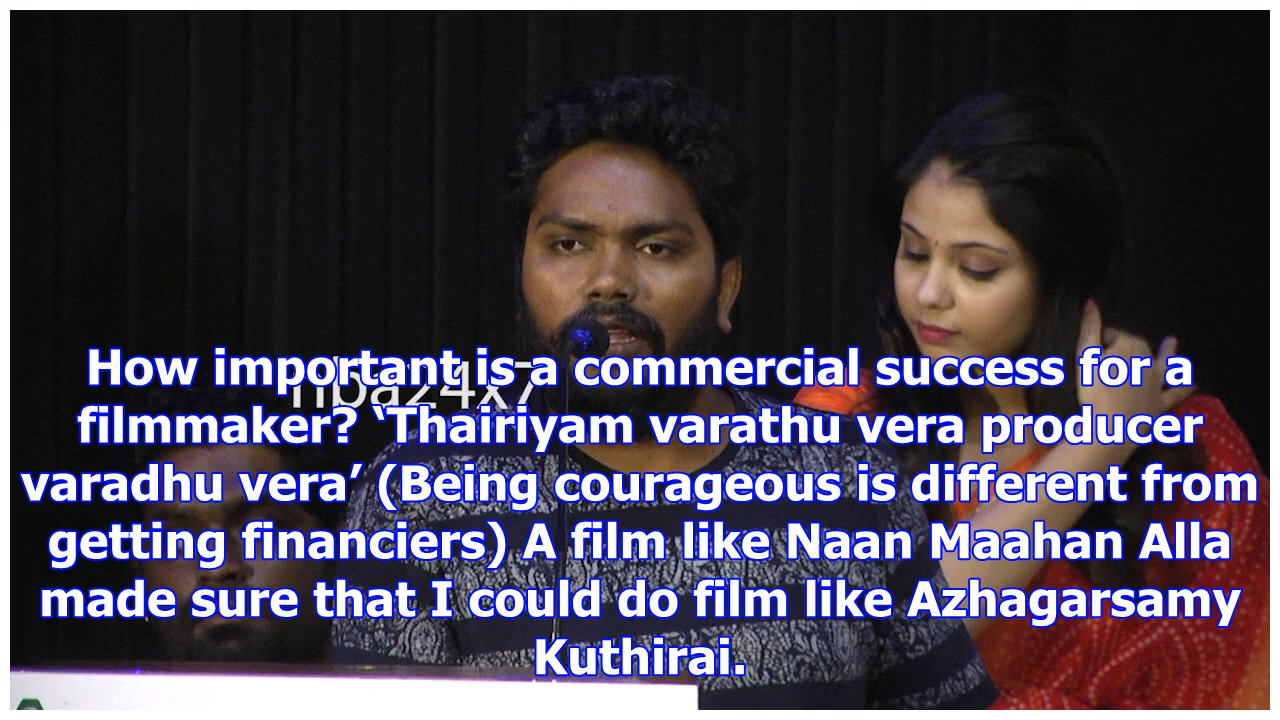 How important is a commercial success for a
filmmaker? ‘Thairiyam varathu vera producer
varadhu vera’ (Being courageous is different from
getting financiers) A film like Naan Maahan Alla
made sure that I could do film like Azhagarsamy
Kuthirai.
nba24x7